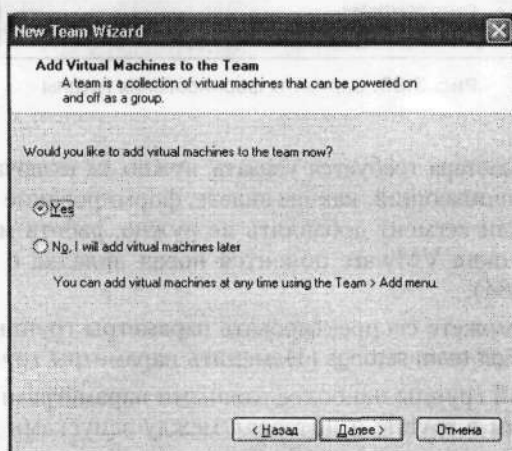 New Team Wizard
Add Virtual Machines to the Team
A team is a collection of virtual machines that can be powered on
and off as a group.
Would you like to add virtual machines to the team now?
Yes
No, I will add virtual machines later
You can add virtual machines at any time using the Team > Add menu.
< Назад
Далее >
Отмена